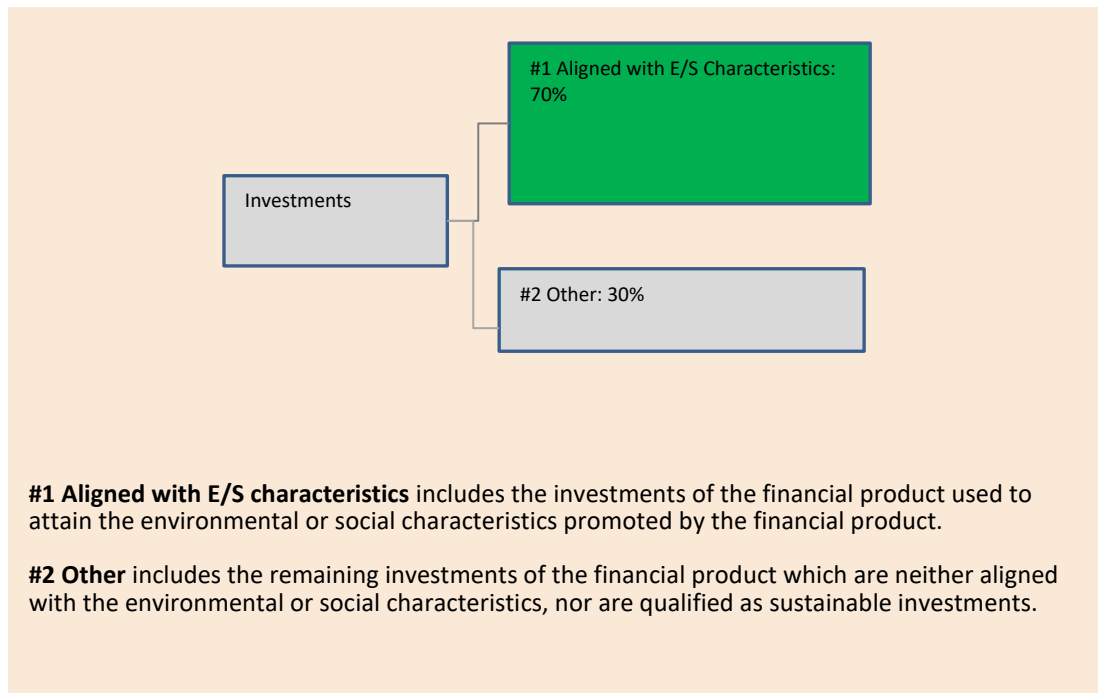 #1 Aligned with E/S Characteristics:
70%
Investments
#2 Other: 30%
#1 Aligned with E/S characteristics includes the investments of the financial product used to
attain the environmental or social characteristics promoted by the financial product.
#2 Other includes the remaining investments of the financial product which are neither aligned
with the environmental or social characteristics, nor are qualified as sustainable investments.